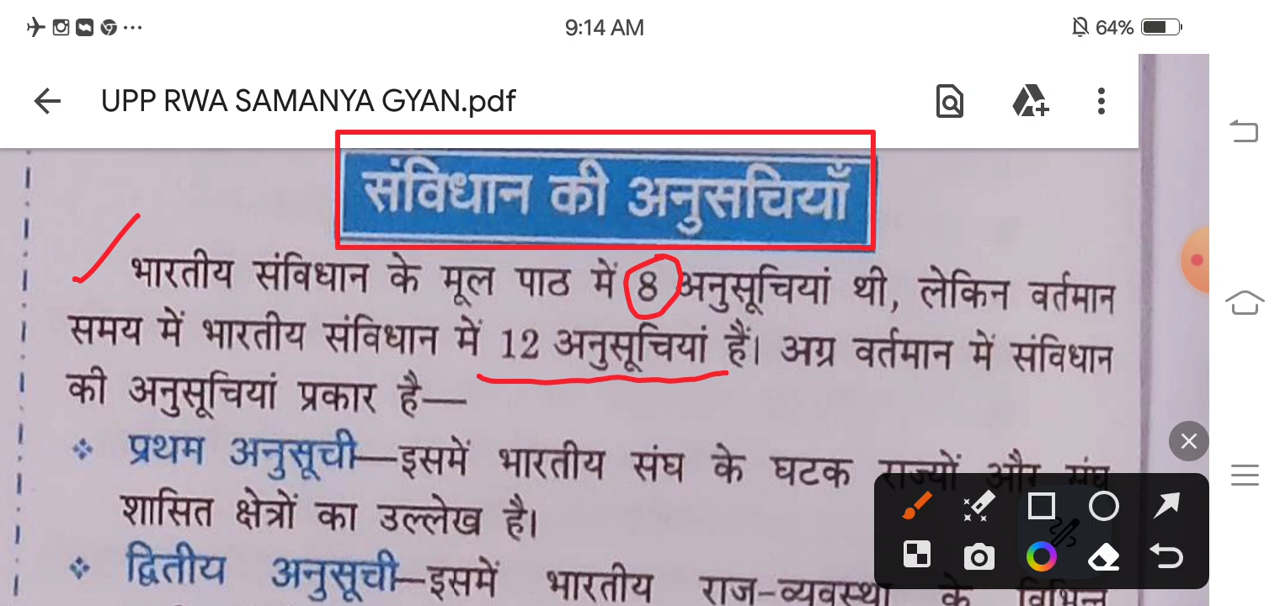 9:14 AM
64%
UPP RWA SAMANYA GYAN.pdf
संविधान की अनुसचियाँ
भारतीय संविधान के मूल पाठ में 8 अनुसूचियां थी, लेकिन वर्तमान
समय में भारतीय संविधान में 12 अनुसूचियां हैं। अग्र वर्तमान में संविधान
की अनुसूचियां प्रकार है—
❖ प्रथम अनुसूची—इसमें भारतीय संघ के घटक राज्यों और संघ
शासित क्षेत्रों का उल्लेख है।
❖ द्वितीय अनुसूची—इसमें भारतीय राज-व्यवस्था के विभिन्न